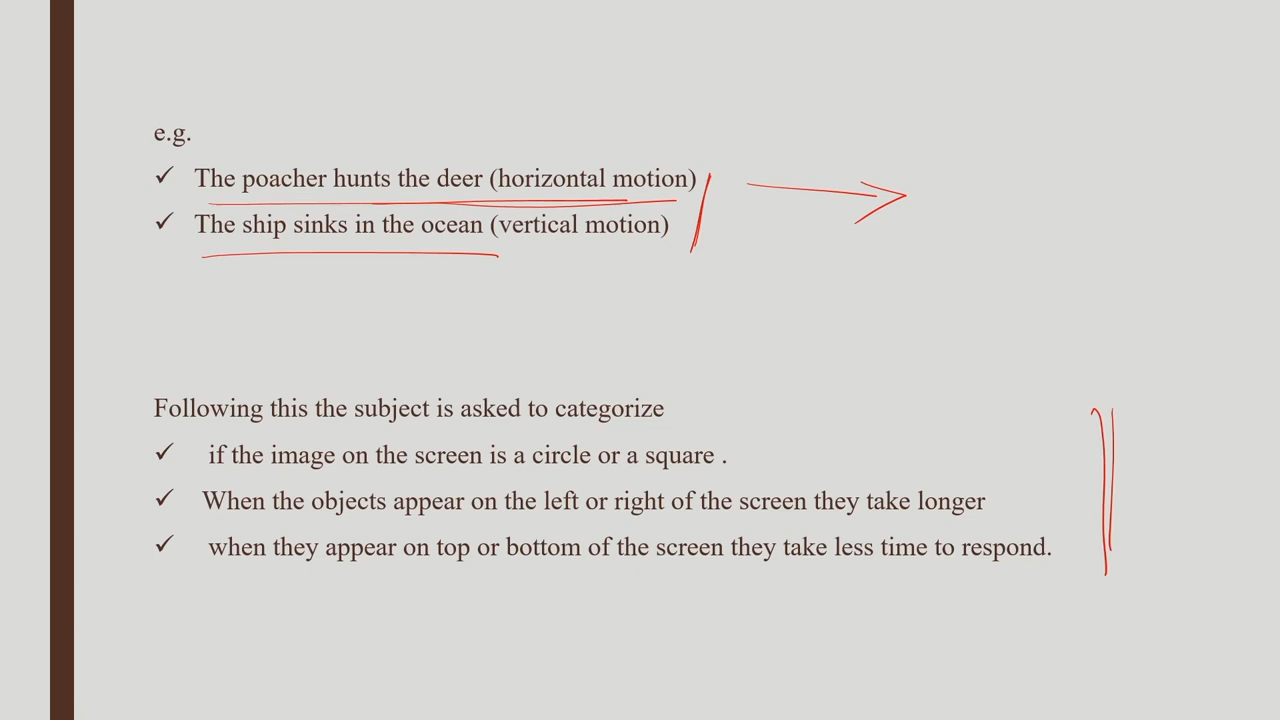 e.g.
✓ The poacher hunts the deer (horizontal motion)
✓ The ship sinks in the ocean (vertical motion)
Following this the subject is asked to categorize
✓ if the image on the screen is a circle or a square .
✓ When the objects appear on the left or right of the screen they take longer
✓ when they appear on top or bottom of the screen they take less time to respond.